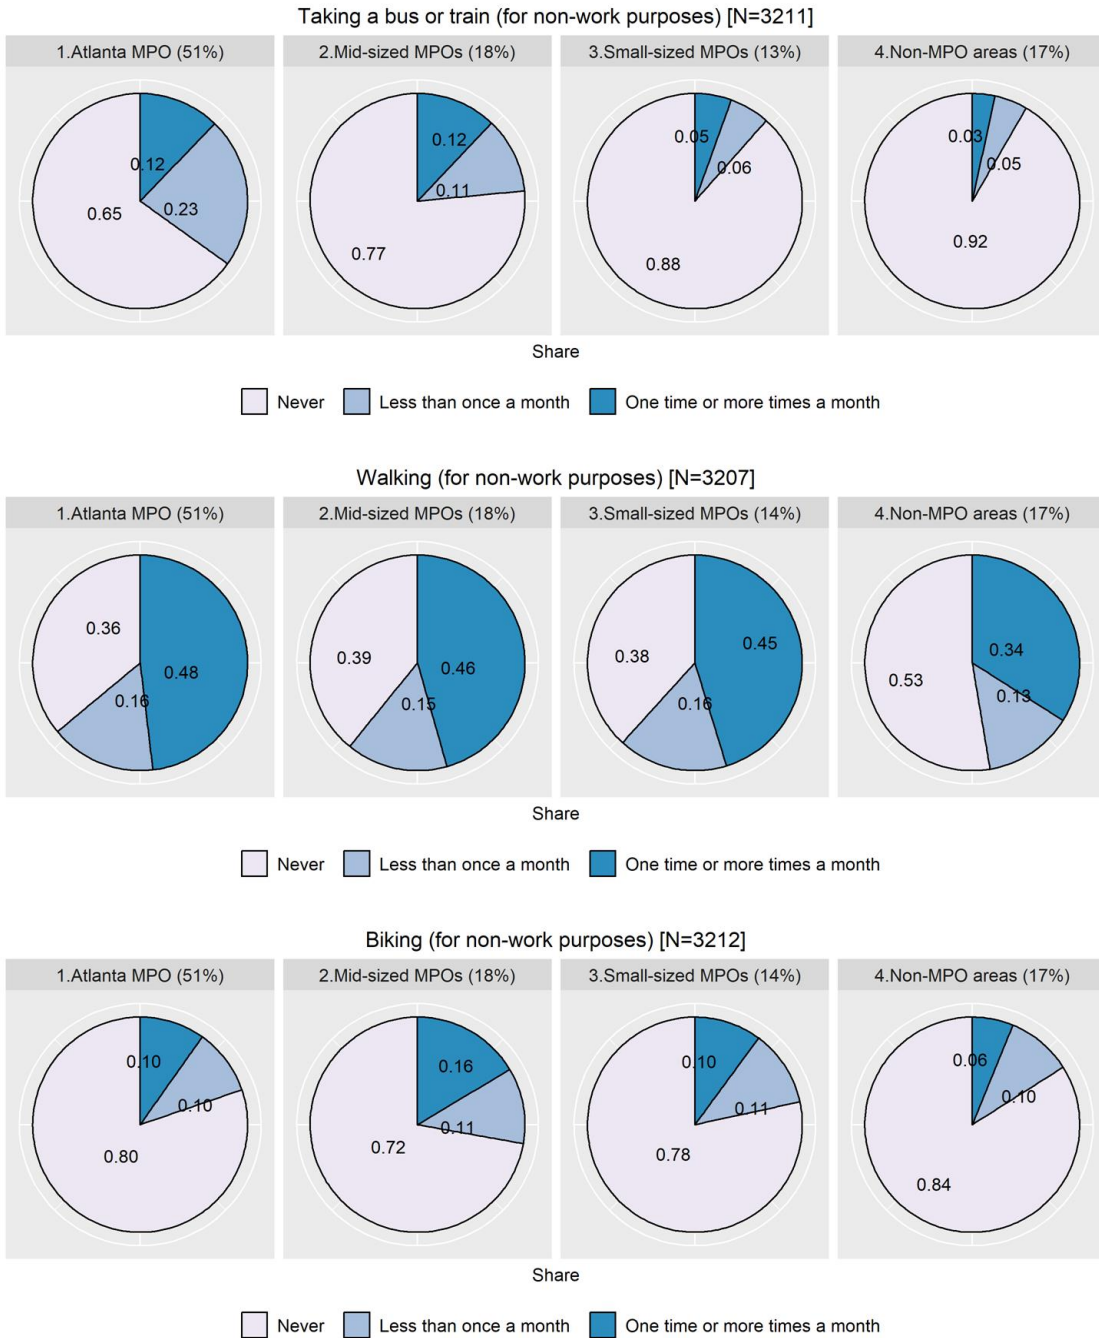 Taking a bus or train (for non-work purposes) [N=3211]
1.Atlanta MPO (51%) 2.Mid-sized MPOs (18%) 3.Small-sized MPOs (13%) 4.Non-MPO areas (17%)
0.12 0.23 0.65
0.12 0.11 0.77
0.05 0.06 0.88
0.03 0.05 0.92
Share
Never Less than once a month One time or more times a month
Walking (for non-work purposes) [N=3207]
1.Atlanta MPO (51%) 2.Mid-sized MPOs (18%) 3.Small-sized MPOs (14%) 4.Non-MPO areas (17%)
0.36 0.48 0.16
0.39 0.46 0.15
0.38 0.45 0.16
0.53 0.34 0.13
Share
Never Less than once a month One time or more times a month
Biking (for non-work purposes) [N=3212]
1.Atlanta MPO (51%) 2.Mid-sized MPOs (18%) 3.Small-sized MPOs (14%) 4.Non-MPO areas (17%)
0.10 0.10 0.80
0.16 0.11 0.72
0.10 0.11 0.78
0.06 0.10 0.84
Share
Never Less than once a month One time or more times a month